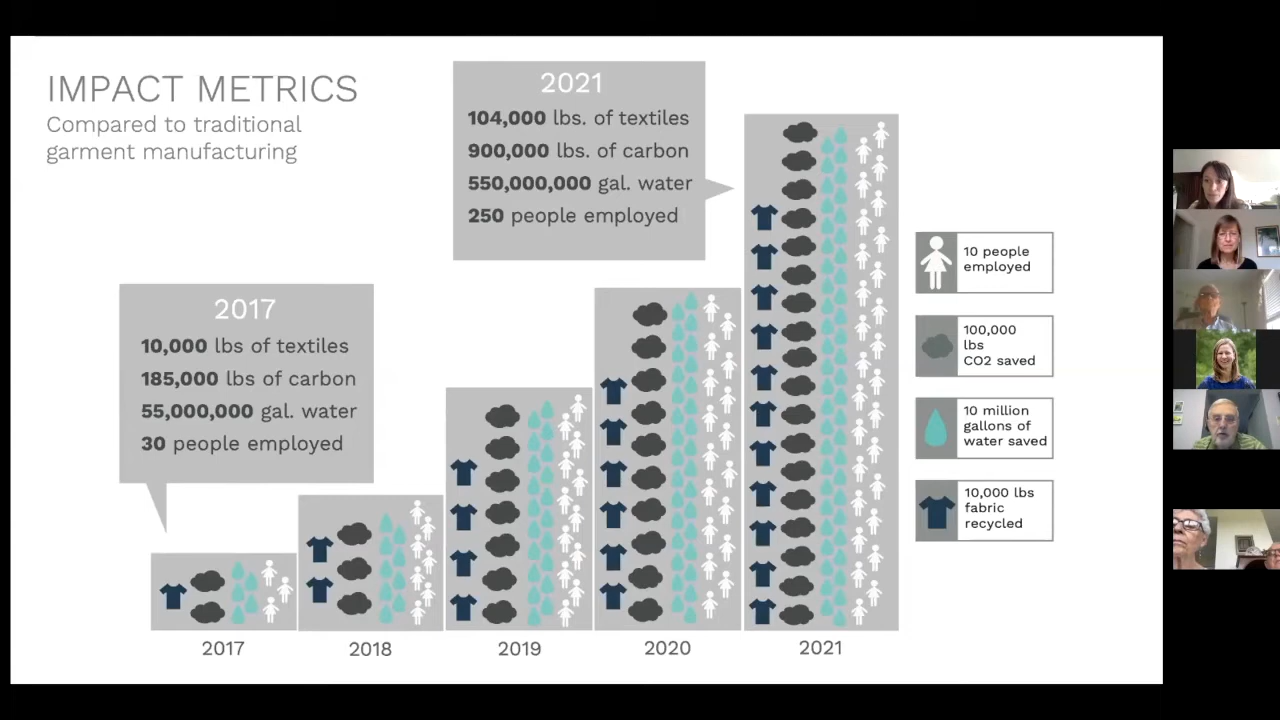 IMPACT METRICS
Compared to traditional
garment manufacturing
2021
104,000 lbs. of textiles
900,000 lbs. of carbon
550,000,000 gal. water
250 people employed
2017
10,000 lbs of textiles
185,000 lbs of carbon
55,000,000 gal. water
30 people employed
10 people
employed
100,000
lbs
CO2 saved
10 million
gallons of
water saved
10,000 lbs
fabric
recycled
2017
2018
2019
2020
2021